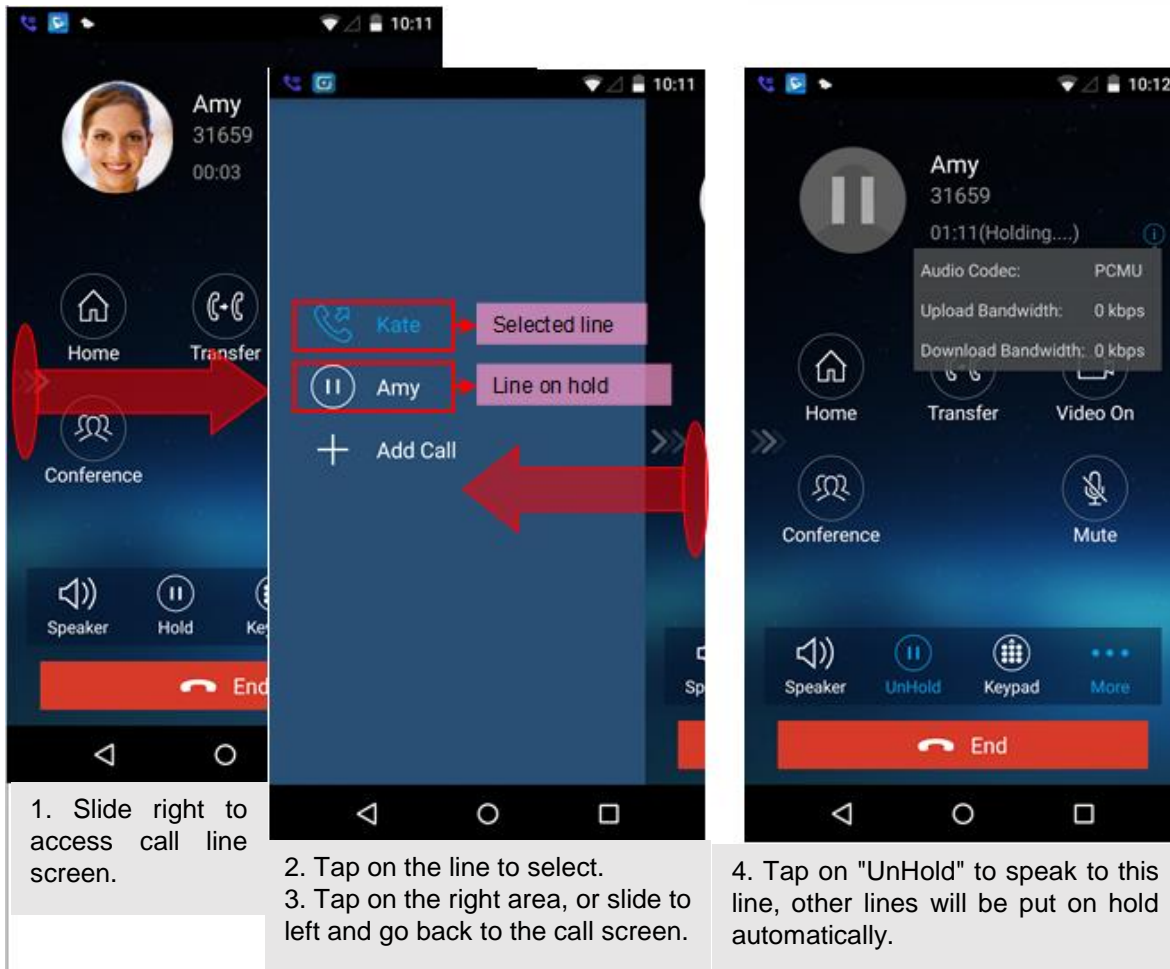 10:11
Amy
31659
00:03
Home
Transfer
Conference
Speaker
Hold
End
1. Slide right to
access call line
screen.
10:11
Kate
Selected line
Amy
Line on hold
Add Call
2. Tap on the line to select.
3. Tap on the right area, or slide to
left and go back to the call screen.
10:12
Amy
31659
01:11(Holding....)
Audio Codec: PCMU
Upload Bandwidth: 0 kbps
Download Bandwidth: 0 kbps
Home
Transfer
Video On
Conference
Mute
Speaker
UnHold
Keypad
More
End
4. Tap on "UnHold" to speak to this
line, other lines will be put on hold
automatically.